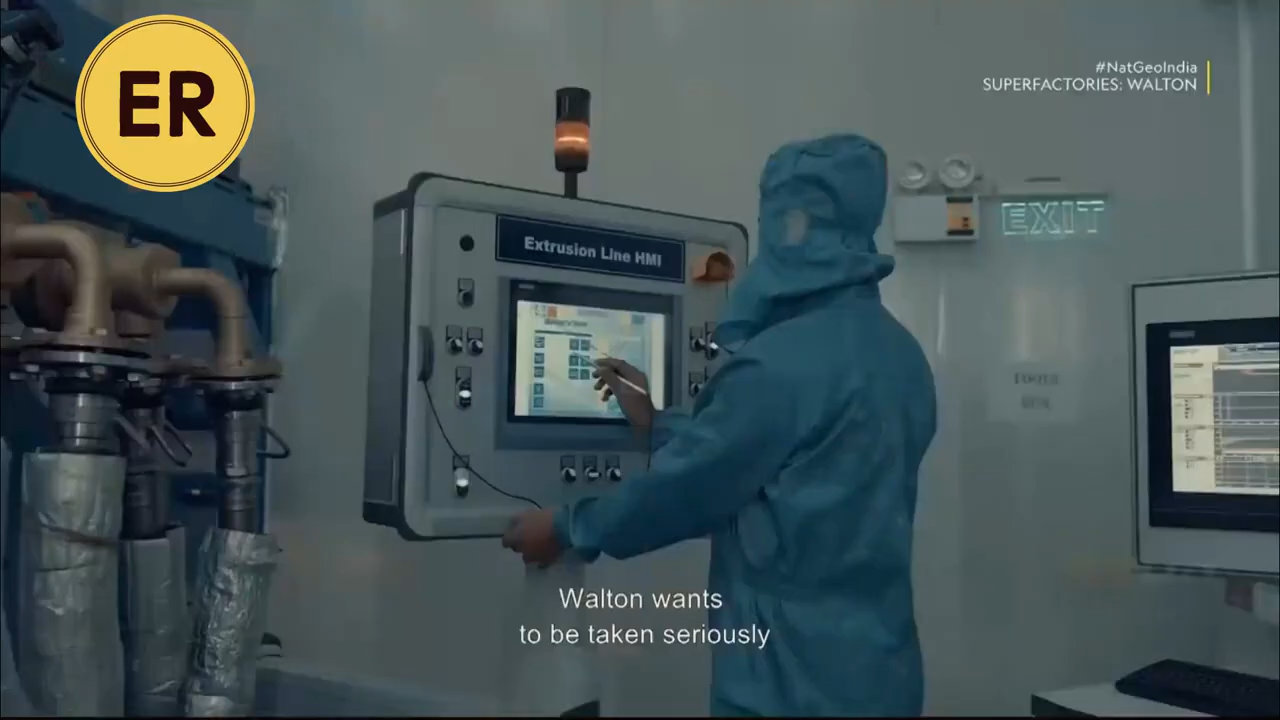 ER
#NatGeoIndia
SUPERFACTORIES: WALTON
Extrusion Line HMI
EXIT
Walton wants
to be taken seriously